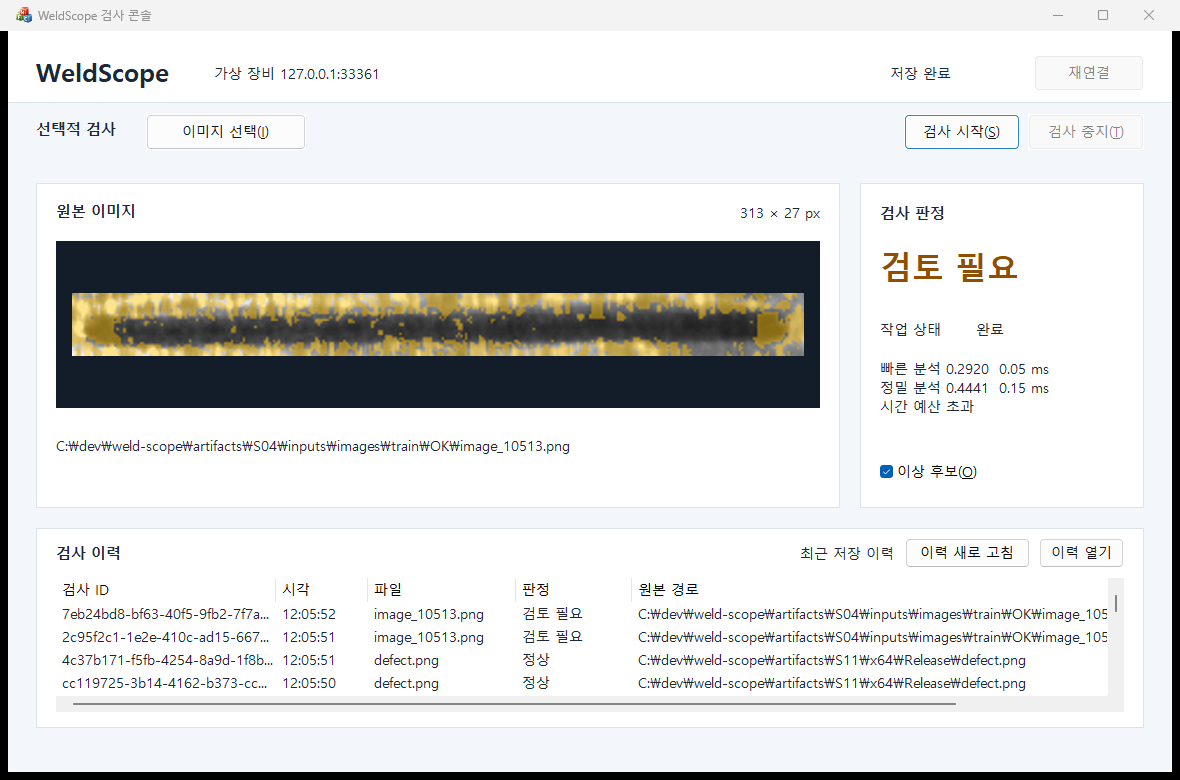 WeldScope 검사 콘솔
WeldScope 가상 장비 127.0.0.1:33361 저장 완료 재연결
선택적 검사 이미지 선택(I) 검사 시작(S) 검사 중지(T)
원본 이미지 313 × 27 px
C:₩dev₩weld-scope₩artifacts₩S04₩inputs₩images₩train₩OK₩image_10513.png
검사 판정
검토 필요
작업 상태 완료
빠른 분석 0.2920 0.05 ms
정밀 분석 0.4441 0.15 ms
시간 예산 초과
이상 후보(O)
검사 이력 최근 저장 이력 이력 새로 고침 이력 열기
검사 ID 시각 파일 판정 원본 경로
7eb24bd8-bf63-40f5-9fb2-7f7a... 12:05:52 image_10513.png 검토 필요 C:₩dev₩weld-scope₩artifacts₩S04₩inputs₩images₩train₩OK₩image_105
2c95f2c1-1e2e-410c-ad15-667... 12:05:51 image_10513.png 검토 필요 C:₩dev₩weld-scope₩artifacts₩S04₩inputs₩images₩train₩OK₩image_105
4c37b171-f5fb-4254-8a9d-1f8b... 12:05:51 defect.png 정상 C:₩dev₩weld-scope₩artifacts₩S11₩x64₩Release₩defect.png
cc119725-3b14-4162-b373-cc... 12:05:50 defect.png 정상 C:₩dev₩weld-scope₩artifacts₩S11₩x64₩Release₩defect.png